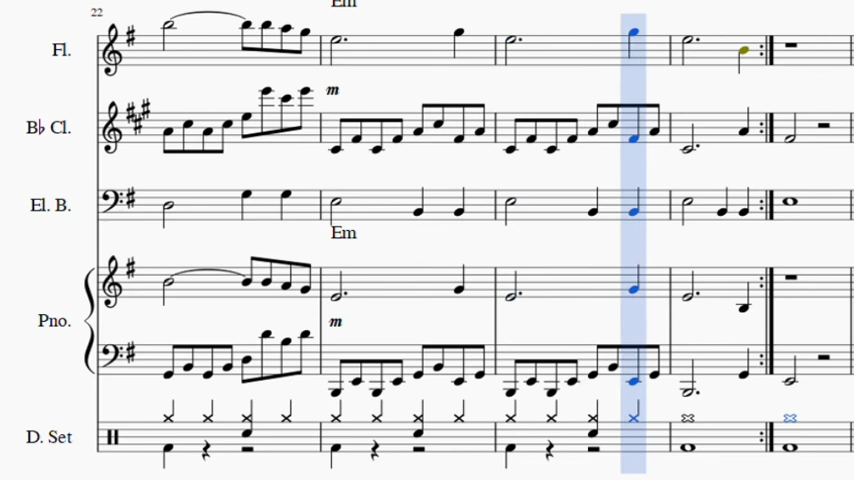 Em
22
Fl.
m
B♭ Cl.
El. B.
Em
Pno.
m
D. Set